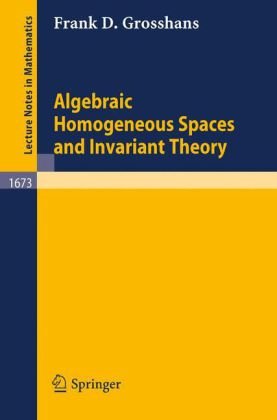 Frank D. Grosshans
Lecture Notes in Mathematics
Algebraic
Homogeneous Spaces
and Invariant Theory
1673
Springer